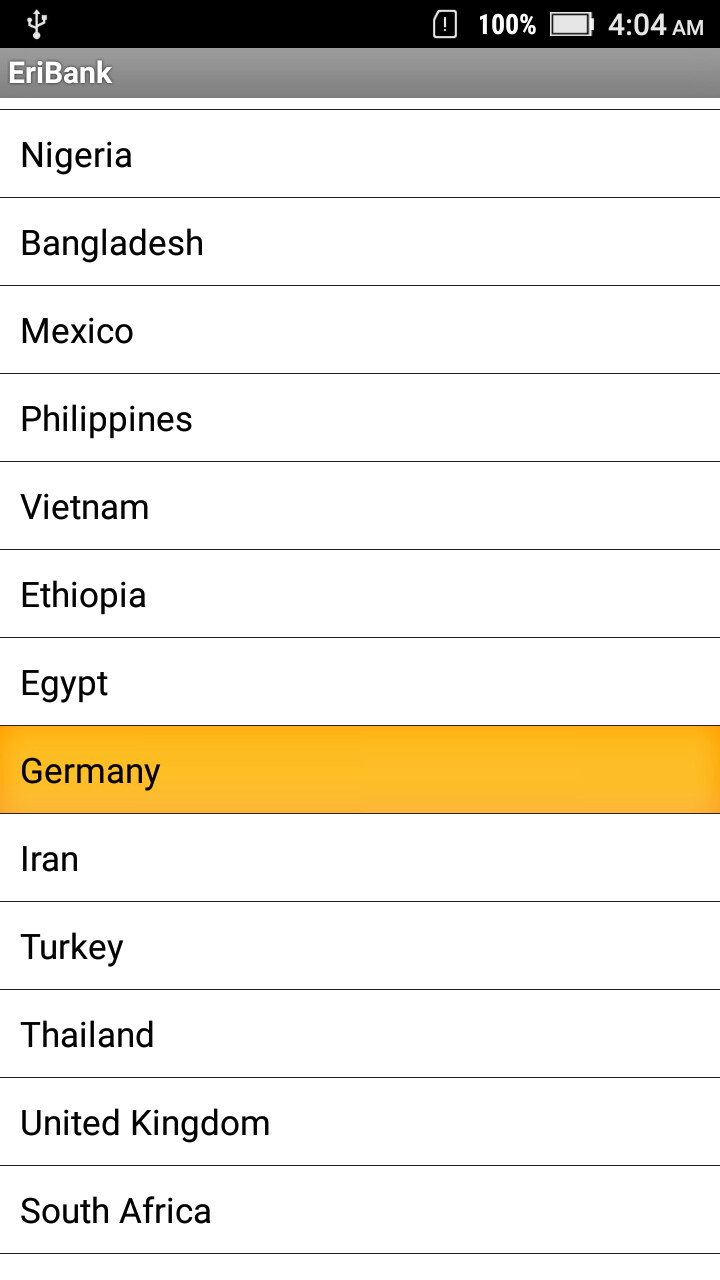 100% 4:04 AM
EriBank
Nigeria
Bangladesh
Mexico
Philippines
Vietnam
Ethiopia
Egypt
Germany
Iran
Turkey
Thailand
United Kingdom
South Africa